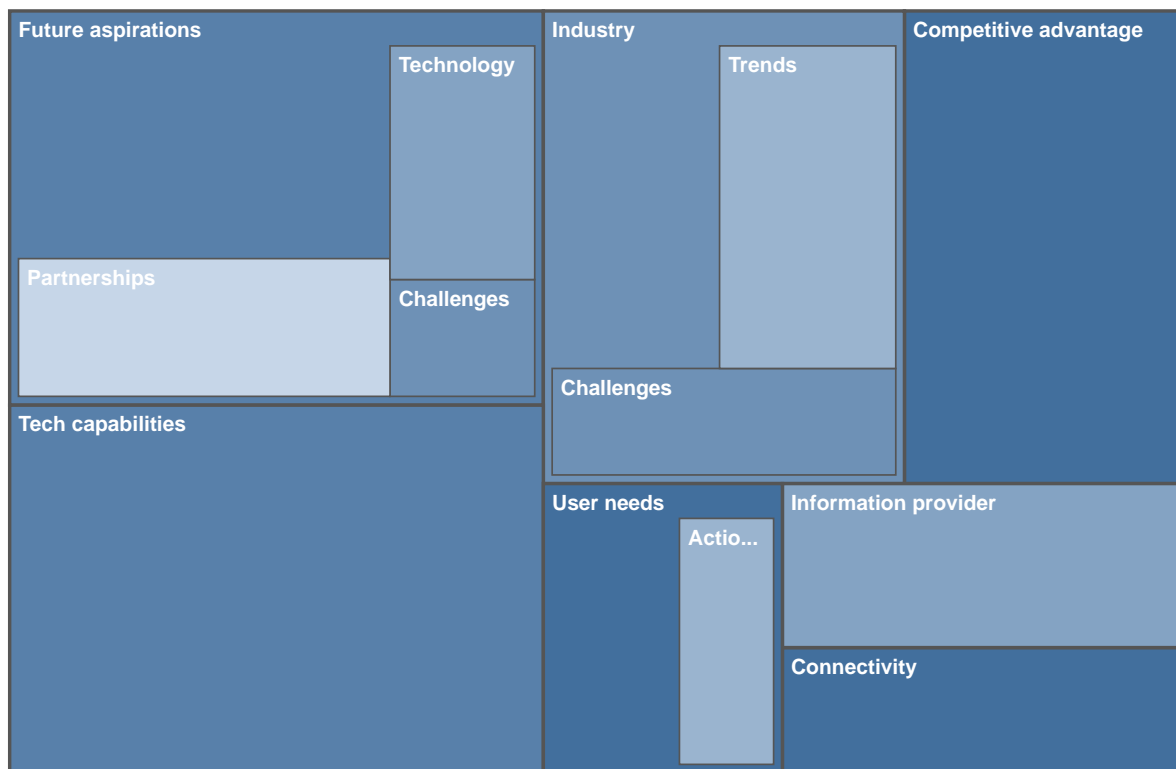 Future aspirations
Technology
Partnerships
Challenges
Tech capabilities
Industry
Trends
Challenges
Competitive advantage
User needs
Actio...
Information provider
Connectivity